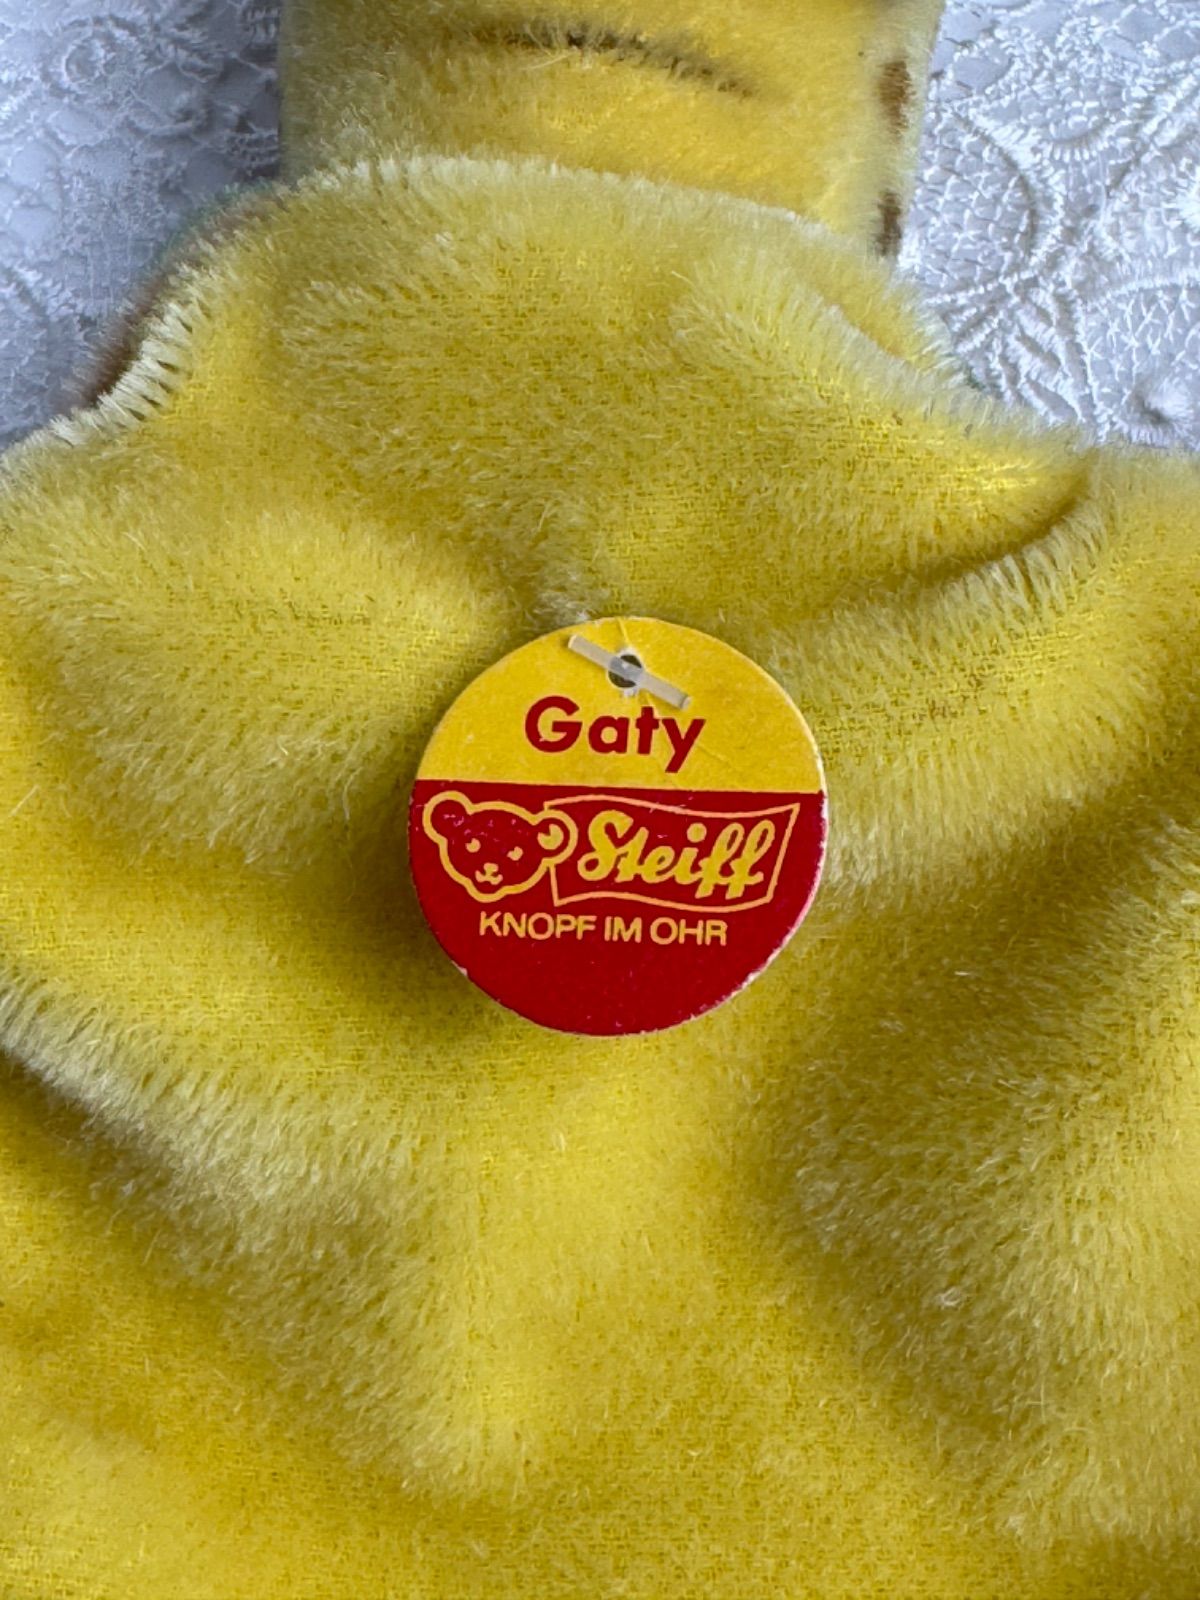 Gaty
Steiff
KNOPF IM OHR